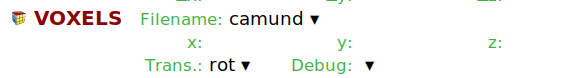 VOXELS Filename: camund ▼
x: y: z:
Trans.: rot ▼ Debug: ▼